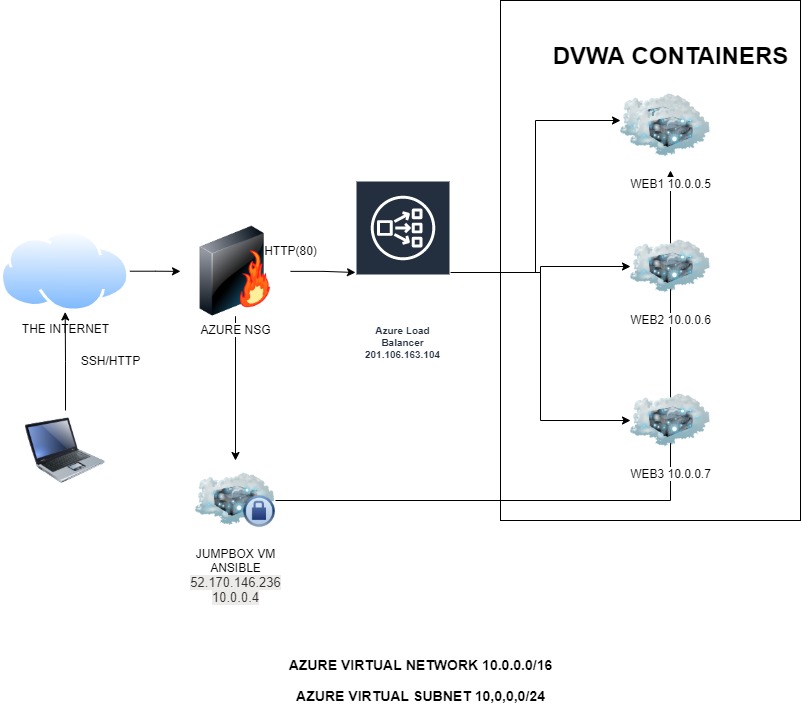 DVWA CONTAINERS
WEB1 10.0.0.5
HTTP(80)
WEB2 10.0.0.6
THE INTERNET
AZURE NSG
Azure Load
Balancer
201.106.163.104
SSH/HTTP
WEB3 10.0.0.7
JUMPBOX VM
ANSIBLE
52.170.146.236
10.0.0.4
AZURE VIRTUAL NETWORK 10.0.0.0/16
AZURE VIRTUAL SUBNET 10,0,0,0/24